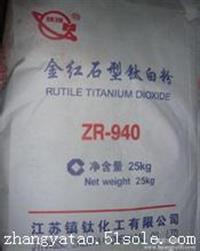 金红石型钛白粉
RUTILE TITANIUM DIOXIDE
ZR-940
净含量 25kg
Net weight 25kg
江苏镇钛化工有限公司
zhangyatao.51sole.com